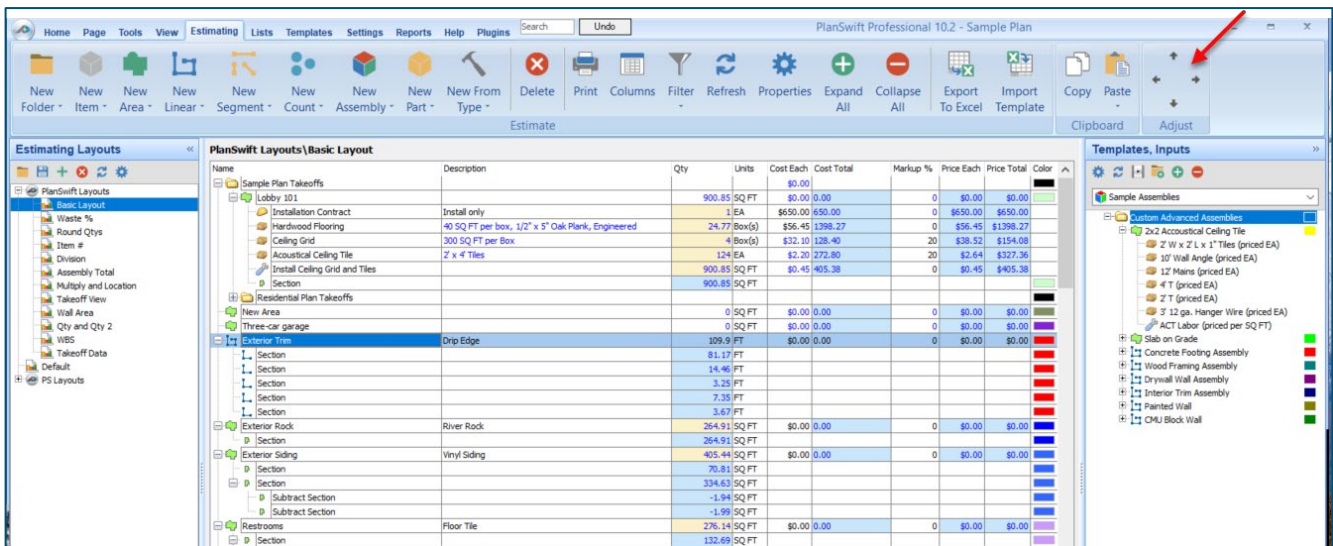 Home Page Tools View Estimating Lists Templates Settings Reports Help Plugins Search Undo PlanSwift Professional 10.2 - Sample Plan
New Folder
New Item
New Area
New Linear
New Segment
New Count
New Assembly
New Part
New From Type
Delete
Print
Columns
Filter
Refresh
Properties
Expand All
Collapse All
Export To Excel
Import Template
Copy
Paste
Estimate
Clipboard
Adjust
Estimating Layouts
PlanSwift Layouts
Basic Layout
Waste %
Round Qtys
Item #
Division
Assembly Total
Multiply and Location
Takeoff View
Wall Area
Qty and Qty 2
WBS
Takeoff Data
Default
PS Layouts
PlanSwift Layouts\Basic Layout
Name Description Qty Units Cost Each Cost Total Markup % Price Each Price Total Color
Sample Plan Takeoffs $0.00
Lobby 101 900.85 SQ FT $0.00 0.00 0 $0.00 $0.00
Installation Contract Install only 1 EA $650.00 650.00 0 $650.00 $650.00
Hardwood Flooring 40 SQ FT per box, 1/2" x 5" Oak Plank, Engineered 24.77 Box(s) $56.45 1398.27 0 $56.45 $1398.27
Ceiling Grid 300 SQ FT per Box 4 Box(s) $32.10 128.40 20 $38.52 $154.08
Acoustical Ceiling Tile 2' x 4' Tiles 124 EA $2.20 272.80 20 $2.64 $327.36
Install Ceiling Grid and Tiles 900.85 SQ FT $0.45 405.38 0 $0.45 $405.38
Section 900.85 SQ FT
Residential Plan Takeoffs
New Area 0 SQ FT $0.00 0.00 0 $0.00 $0.00
Three-car garage 0 SQ FT $0.00 0.00 0 $0.00 $0.00
Exterior Trim Drip Edge 109.9 FT $0.00 0.00 0 $0.00 $0.00
Section 81.17 FT
Section 14.46 FT
Section 3.25 FT
Section 7.35 FT
Section 3.67 FT
Exterior Rock River Rock 264.91 SQ FT $0.00 0.00 0 $0.00 $0.00
Section 264.91 SQ FT
Exterior Siding Vinyl Siding 405.44 SQ FT $0.00 0.00 0 $0.00 $0.00
Section 70.81 SQ FT
Section 334.63 SQ FT
Subtract Section -1.94 SQ FT
Subtract Section -1.99 SQ FT
Restrooms Floor Tile 276.14 SQ FT $0.00 0.00 0 $0.00 $0.00
Section 132.69 SQ FT
Templates, Inputs
Sample Assemblies
Custom Advanced Assemblies
2x2 Accoustical Ceiling Tile
2' W x 2' L x 1" Tiles (priced EA)
10' Wall Angle (priced EA)
12' Mains (priced EA)
4' T (priced EA)
2' T (priced EA)
3' 12 ga. Hanger Wire (priced EA)
ACT Labor (priced per SQ FT)
Slab on Grade
Concrete Footing Assembly
Wood Framing Assembly
Drywall Wall Assembly
Interior Trim Assembly
Painted Wall
CMU Block Wall